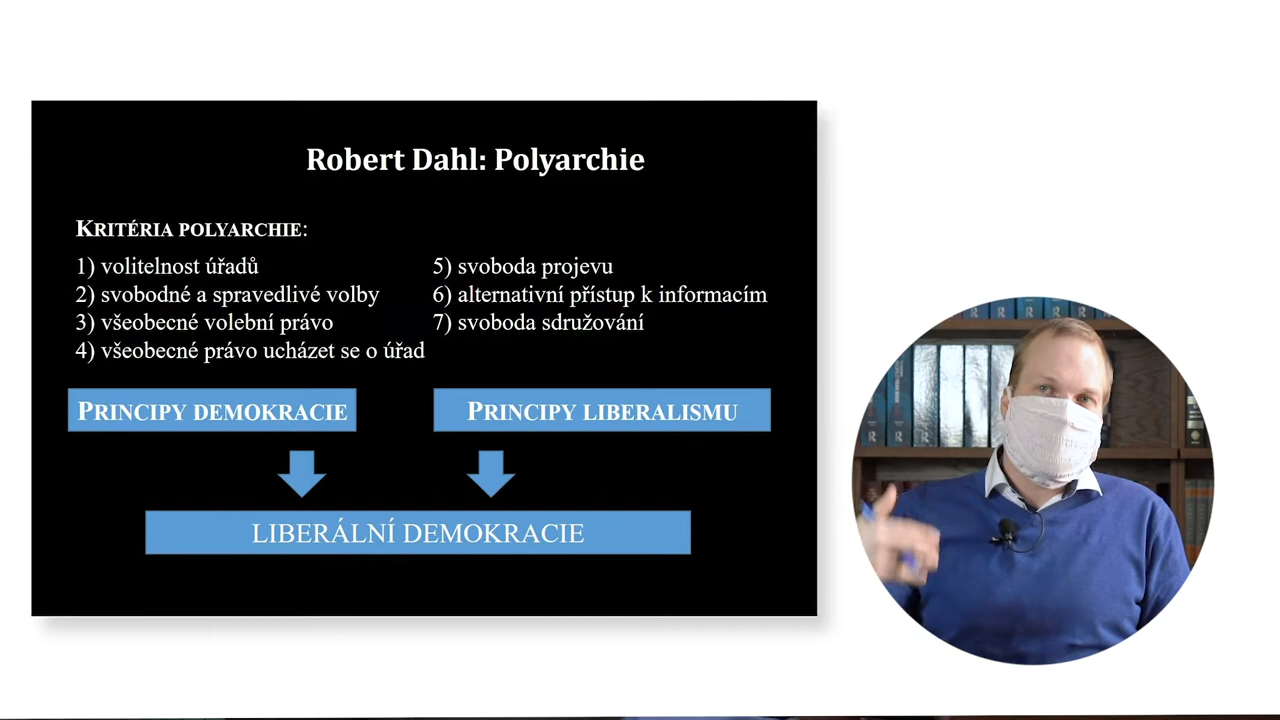 Robert Dahl: Polyarchie
KRITÉRIA POLYARCHIE:
1) volitelnost úřadů
2) svobodné a spravedlivé volby
3) všeobecné volební právo
4) všeobecné právo ucházet se o úřad
5) svoboda projevu
6) alternativní přístup k informacím
7) svoboda sdružování
PRINCIPY DEMOKRACIE
PRINCIPY LIBERALISMU
LIBERÁLNÍ DEMOKRACIE